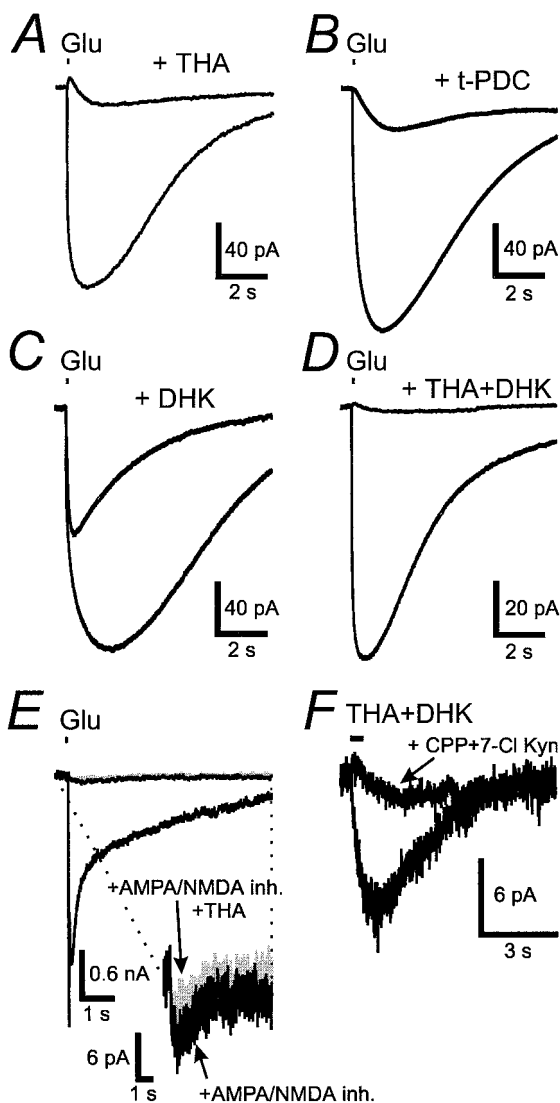 A
Glu
+ THA
40 pA
2 s
B
Glu
+ t-PDC
40 pA
2 s
C
Glu
+ DHK
40 pA
2 s
D
Glu
+ THA+DHK
20 pA
2 s
E
Glu
+AMPA/NMDA inh.
+THA
0.6 nA
1 s
6 pA
1 s
+AMPA/NMDA inh.
F
THA+DHK
+ CPP+7-Cl Kyn
6 pA
3 s